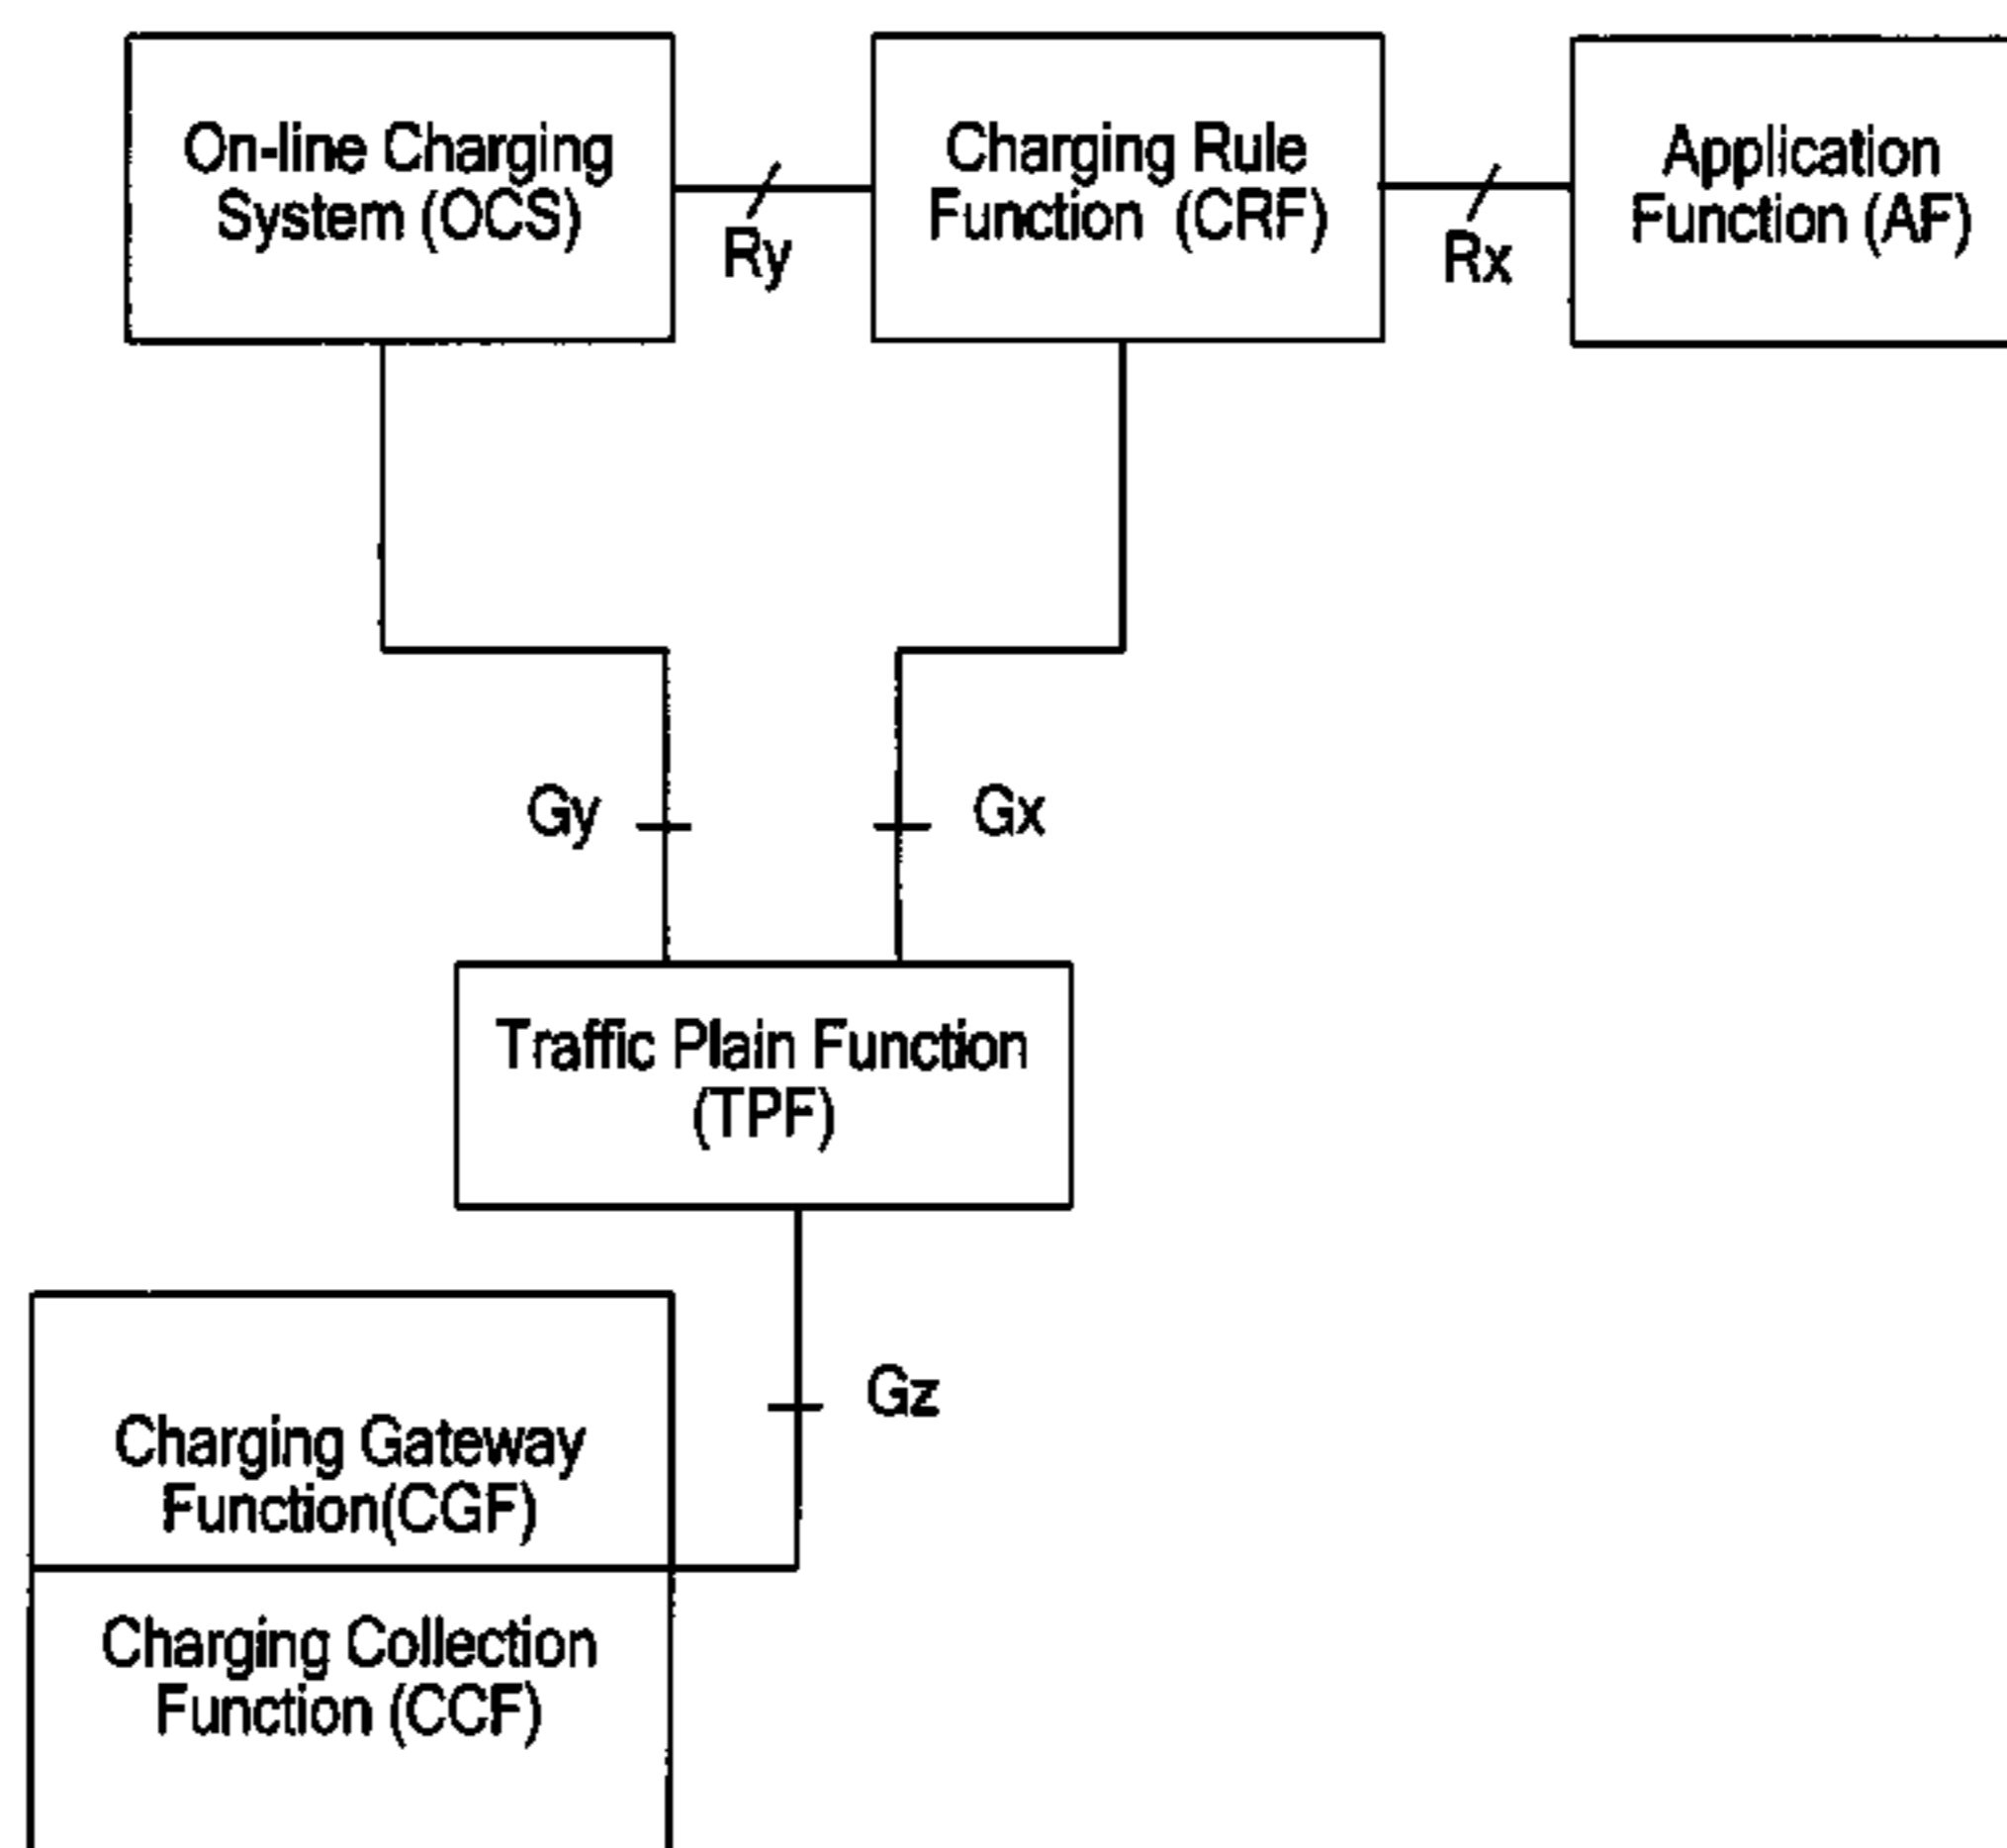 On-line Charging
System (OCS)
Ry
Charging Rule
Function (CRF)
Rx
Application
Function (AF)
Gy
Gx
Traffic Plain Function
(TPF)
Gz
Charging Gateway
Function(CGF)
Charging Collection
Function (CCF)